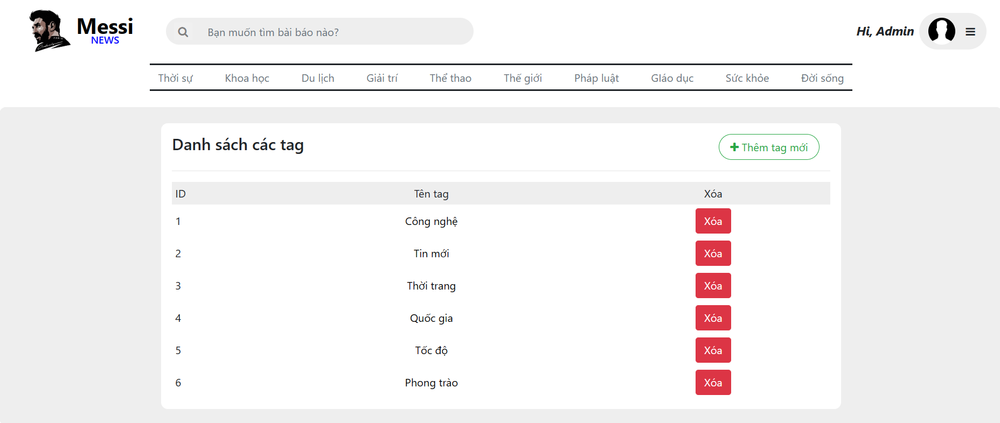 Messi
NEWS
Bạn muốn tìm bài báo nào?
Hi, Admin
Thời sự Khoa học Du lịch Giải trí Thể thao Thế giới Pháp luật GIáo dục Sức khỏe Đời sống
Danh sách các tag
Thêm tag mới
ID Tên tag Xóa
1 Công nghệ Xóa
2 Tin mới Xóa
3 Thời trang Xóa
4 Quốc gia Xóa
5 Tốc độ Xóa
6 Phong trào Xóa